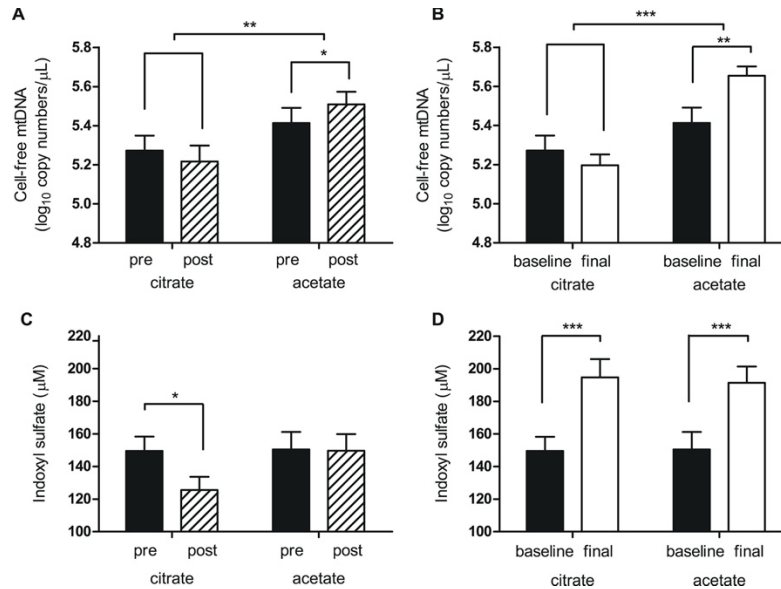 A
Cell-free mtDNA
(log10 copy numbers/μL)
5.8
5.6
5.4
5.2
5.0
4.8
**
*
pre post pre post
citrate acetate
B
Cell-free mtDNA
(log10 copy numbers/μL)
5.8
5.6
5.4
5.2
5.0
4.8
***
**
baseline final baseline final
citrate acetate
C
Indoxyl sulfate (μM)
220
200
180
160
140
120
100
*
pre post pre post
citrate acetate
D
Indoxyl sulfate (μM)
220
200
180
160
140
120
100
*** ***
baseline final baseline final
citrate acetate